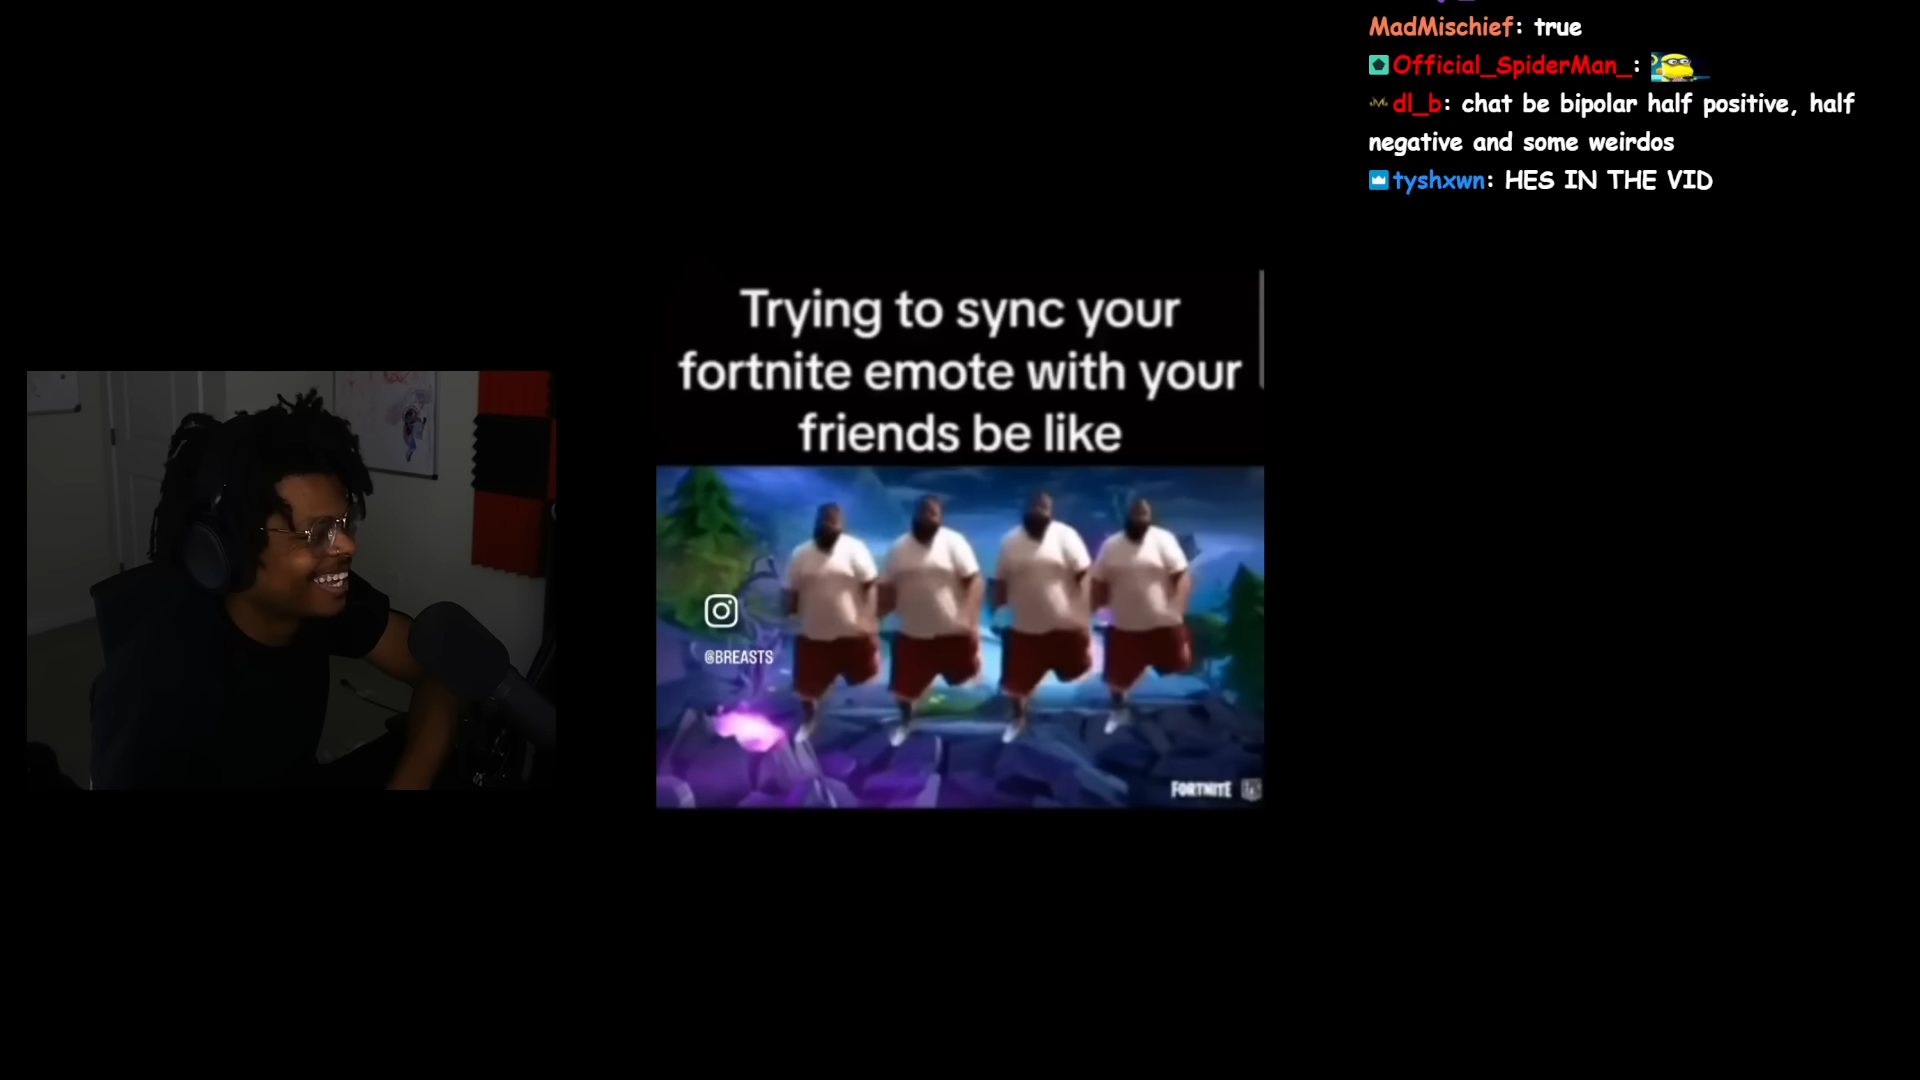 MadMischief: true
Official_SpiderMan_:
dl_b: chat be bipolar half positive, half
negative and some weirdos
tyshxwn: HES IN THE VID
Trying to sync your
fortnite emote with your
friends be like
@BREASTS
FORTNITE